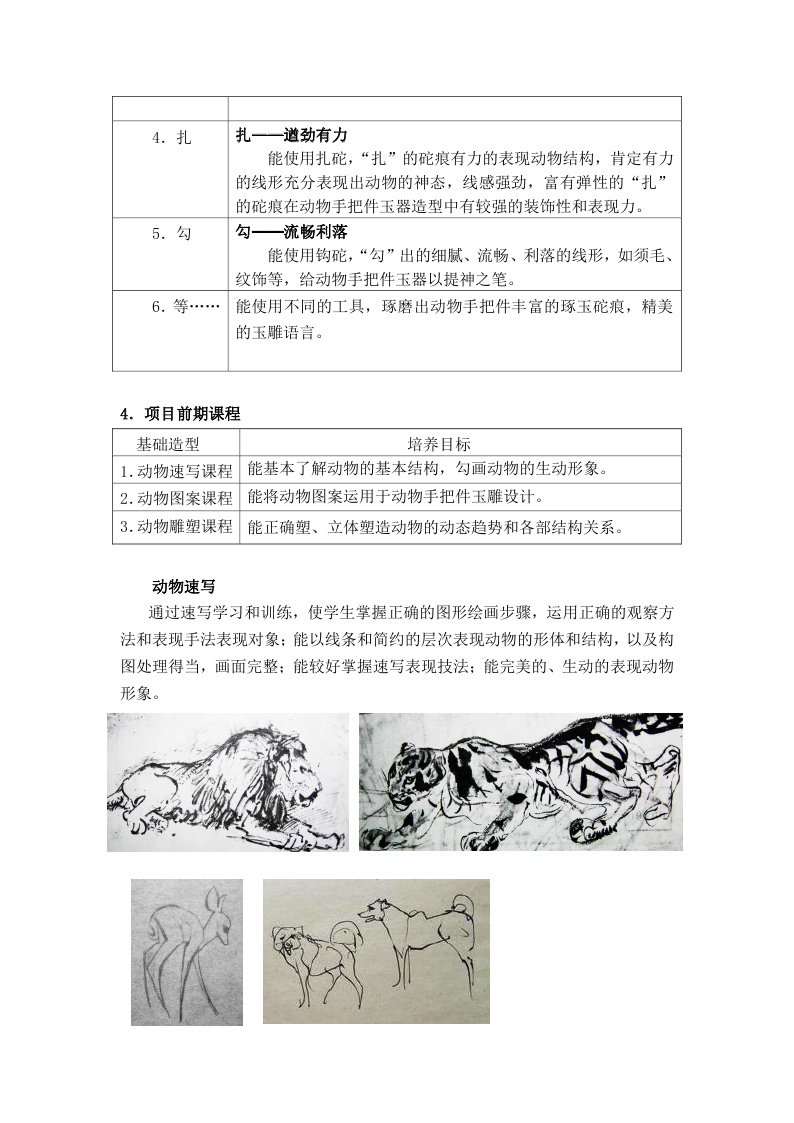 4．扎
扎——遒劲有力
能使用扎砣，“扎”的砣痕有力的表现动物结构，肯定有力
的线形充分表现出动物的神态，线感强劲，富有弹性的“扎”
的砣痕在动物手把件玉器造型中有较强的装饰性和表现力。
5．勾
勾——流畅利落
能使用钩砣，“勾”出的细腻、流畅、利落的线形，如须毛、
纹饰等，给动物手把件玉器以提神之笔。
6．等……
能使用不同的工具，琢磨出动物手把件丰富的琢玉砣痕，精美
的玉雕语言。
4．项目前期课程
基础造型
培养目标
1.动物速写课程
能基本了解动物的基本结构，勾画动物的生动形象。
2.动物图案课程
能将动物图案运用于动物手把件玉雕设计。
3.动物雕塑课程
能正确塑、立体塑造动物的动态趋势和各部结构关系。
动物速写
通过速写学习和训练，使学生掌握正确的图形绘画步骤，运用正确的观察方
法和表现手法表现对象；能以线条和简约的层次表现动物的形体和结构，以及构
图处理得当，画面完整；能较好掌握速写表现技法；能完美的、生动的表现动物
形象。